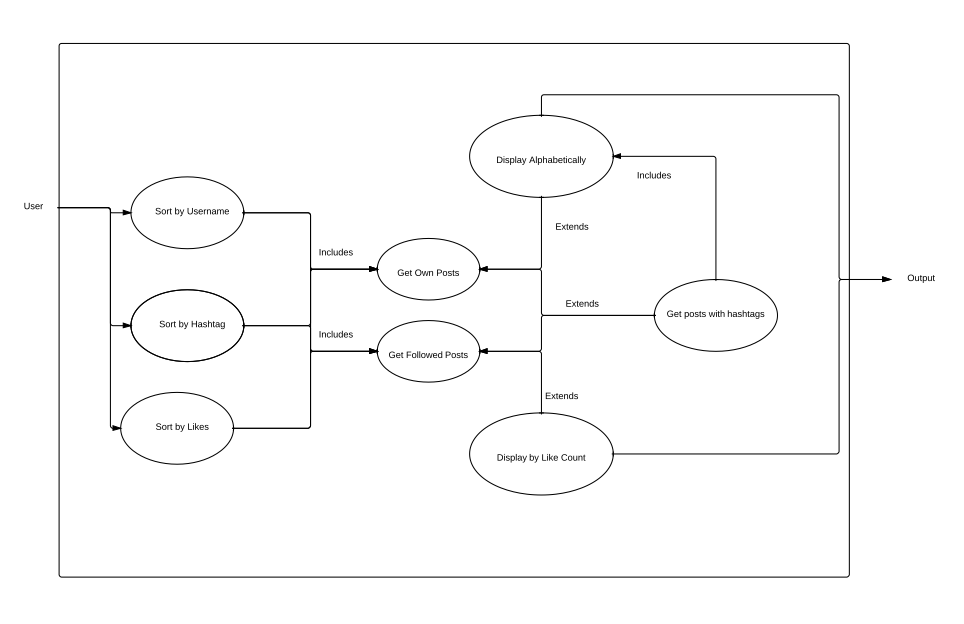 Display Alphabetically
Includes
User
Sort by Username
Extends
Includes
Get Own Posts
Output
Extends
Get posts with hashtags
Sort by Hashtag
Includes
Get Followed Posts
Extends
Sort by Likes
Display by Like Count